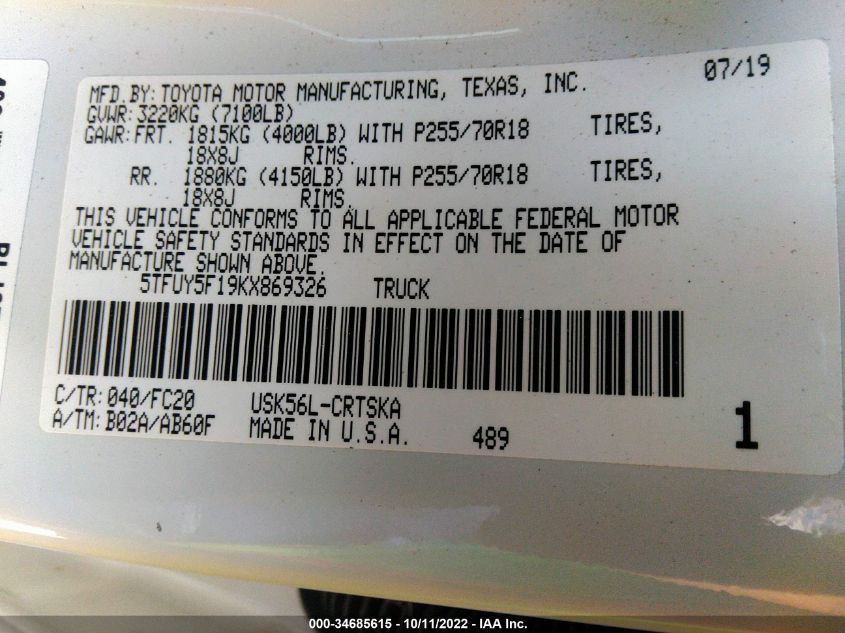 07/19
MFD.BY: TOYOTA MOTOR MANUFACTURING, TEXAS, INC.
GVWR: 3220KG (7100LB)
GAWR: FRT. 1815KG (4000LB) WITH P255/70R18 TIRES,
18X8J RIMS.
RR. 1880KG (4150LB) WITH P255/70R18 TIRES,
18X8J RIMS.
THIS VEHICLE CONFORMS TO ALL APPLICABLE FEDERAL MOTOR
VEHICLE SAFETY STANDARDS IN EFFECT ON THE DATE OF
MANUFACTURE SHOWN ABOVE.
5TFUY5F19KX869326 TRUCK
C/TR: 040/FC20 USK56L-CRTSKA
A/TM: B02A/AB60F MADE IN U.S.A. 489 1
000-34685615 - 10/11/2022 - IAA Inc.